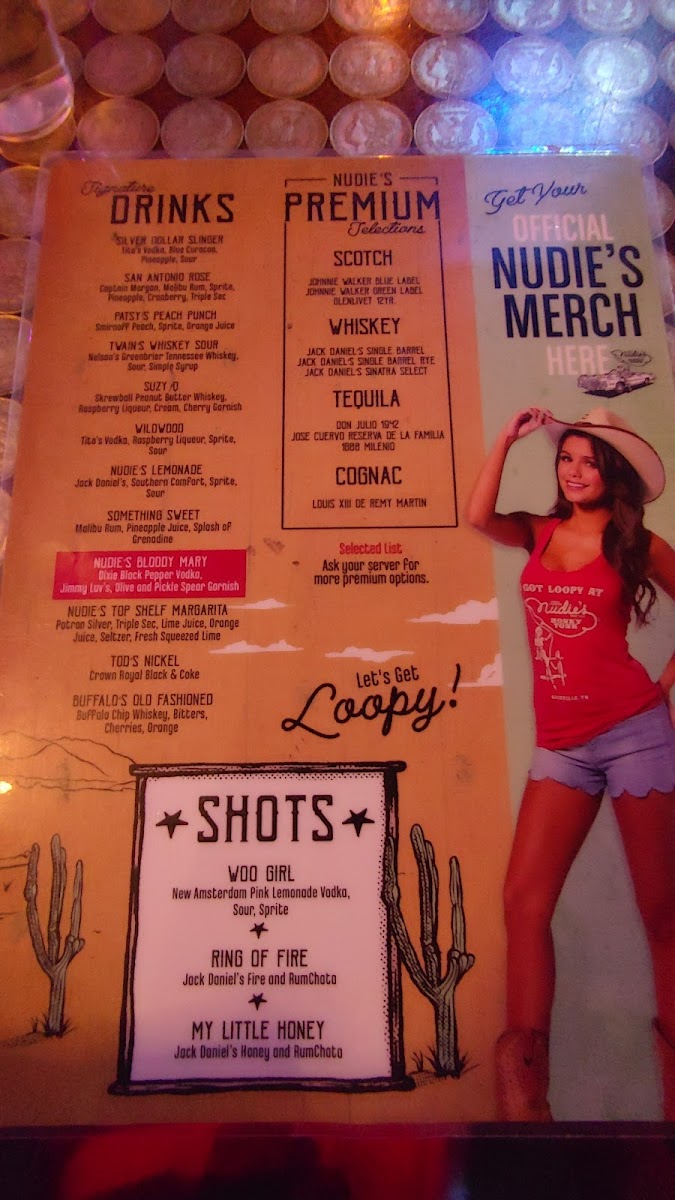 Signature
DRINKS
SILVER DOLLAR SLINGER
Tito's Vodka, Blue Curacao,
Pineapple, Sour
SAN ANTONIO ROSE
Captain Morgan, Malibu Rum, Sprite,
Pineapple, Cranberry, Triple Sec
PATSY'S PEACH PUNCH
Smirnoff Peach, Sprite, Orange Juice
TWAIN'S WHISKEY SOUR
Nelson's Greenbrier Tennessee Whiskey,
Sour, Simple Syrup
SUZY Q
Skrewball Peanut Butter Whiskey,
Raspberry Liqueur, Cream, Cherry Garnish
WILDWOOD
Tito's Vodka, Raspberry Liqueur, Sprite,
Sour
NUDIE'S LEMONADE
Jack Daniel's, Southern Comfort, Sprite,
Sour
SOMETHING SWEET
Malibu Rum, Pineapple Juice, Splash of
Grenadine
NUDIE'S BLOODY MARY
Dixie Black Pepper Vodka,
Jimmy Luv's, Olive and Pickle Spear Garnish
NUDIE'S TOP SHELF MARGARITA
Patron Silver, Triple Sec, Lime Juice, Orange
Juice, Seltzer, Fresh Squeezed Lime
TOD'S NICKEL
Crown Royal Black & Coke
BUFFALO'S OLD FASHIONED
Buffalo Chip Whiskey, Bitters,
Cherries, Orange
NUDIE'S
PREMIUM
Selections
SCOTCH
JOHNNIE WALKER BLUE LABEL
JOHNNIE WALKER GREEN LABEL
GLENLIVET 12YR.
WHISKEY
JACK DANIEL'S SINGLE BARREL
JACK DANIEL'S SINGLE BARREL RYE
JACK DANIEL'S SINATRA SELECT
TEQUILA
DON JULIO 1942
JOSE CUERVO RESERVA DE LA FAMILIA
1800 MILENIO
COGNAC
LOUIS XIII DE REMY MARTIN
Selected List
Ask your server for
more premium options.
Let's Get
Loopy!
SHOTS
WOO GIRL
New Amsterdam Pink Lemonade Vodka,
Sour, Sprite
RING OF FIRE
Jack Daniel's Fire and RumChata
MY LITTLE HONEY
Jack Daniel's Honey and RumChata
Get Your
OFFICIAL
NUDIE'S
MERCH
HERE
Nudie's
GOT LOOPY AT
Nudie's
HONKY TONK
NASHVILLE, TN